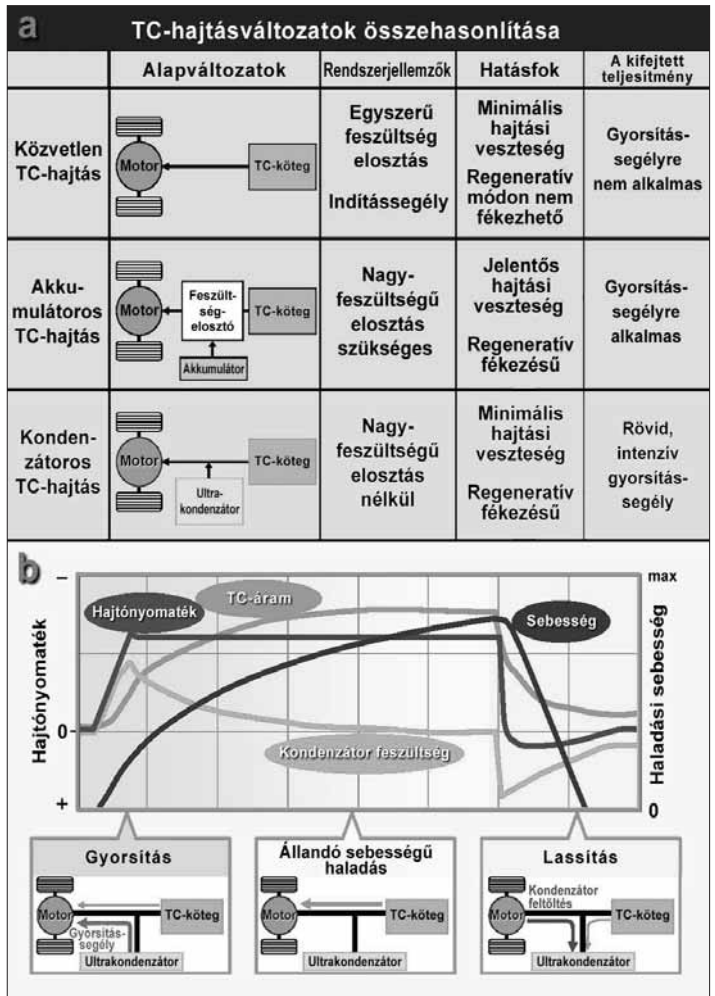 a
TC-hajtásváltozatok összehasonlítása
Alapváltozatok
Rendszerjellemzők
Hatásfok
A kifejtett
teljesítmény
Közvetlen
TC-hajtás
Motor
TC-köteg
Egyszerű
feszültség
elosztás
Indítássegély
Minimális
hajtási
veszteség
Regeneratív
módon nem
fékezhető
Gyorsítás-
segélyre
nem alkalmas
Akku-
mulátoros
TC-hajtás
Motor
Feszült-
ség-
elosztó
TC-köteg
Akkumulátor
Nagy-
feszültségű
elosztás
szükséges
Jelentős
hajtási
veszteség
Regeneratív
fékezésű
Gyorsítás-
segélyre
alkalmas
Konden-
zátoros
TC-hajtás
Motor
TC-köteg
Ultra-
kondenzátor
Nagy-
feszültségű
elosztás
nélkül
Minimális
hajtási
veszteség
Regeneratív
fékezésű
Rövid,
intenzív
gyorsítás-
segély
b
Hajtónyomaték
–
0
+
Hajtónyomaték
TC-áram
Sebesség
Kondenzátor feszültség
max
0
Haladási sebesség
Gyorsítás
Motor
TC-köteg
Gyorsítás-
segély
Ultrakondenzátor
Állandó sebességű
haladás
Motor
TC-köteg
Ultrakondenzátor
Lassítás
Kondenzátor
feltöltés
Motor
TC-köteg
Ultrakondenzátor